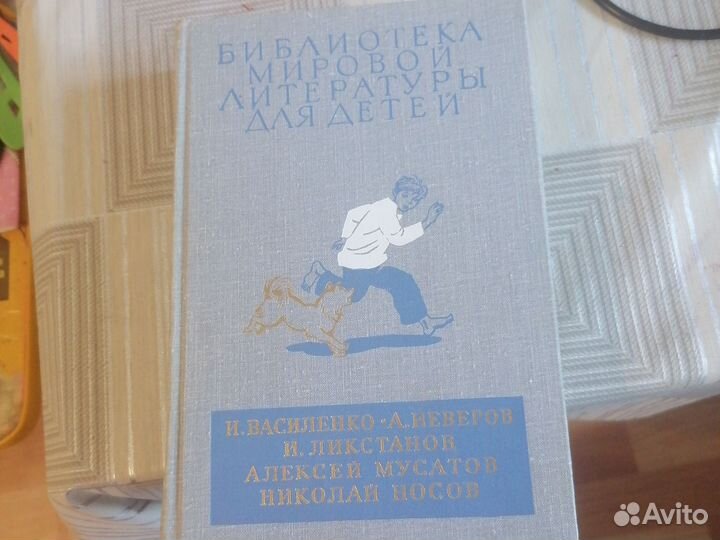 БИБЛИОТЕКА
МИРОВОЙ
ЛИТЕРАТУРЫ
ДЛЯ ДЕТЕЙ
И. ВАСИЛЕНКО · А. НЕВЕРОВ
И. ЛИКСТАНОВ
АЛЕКСЕЙ МУСАТОВ
НИКОЛАЙ НОСОВ
Avito